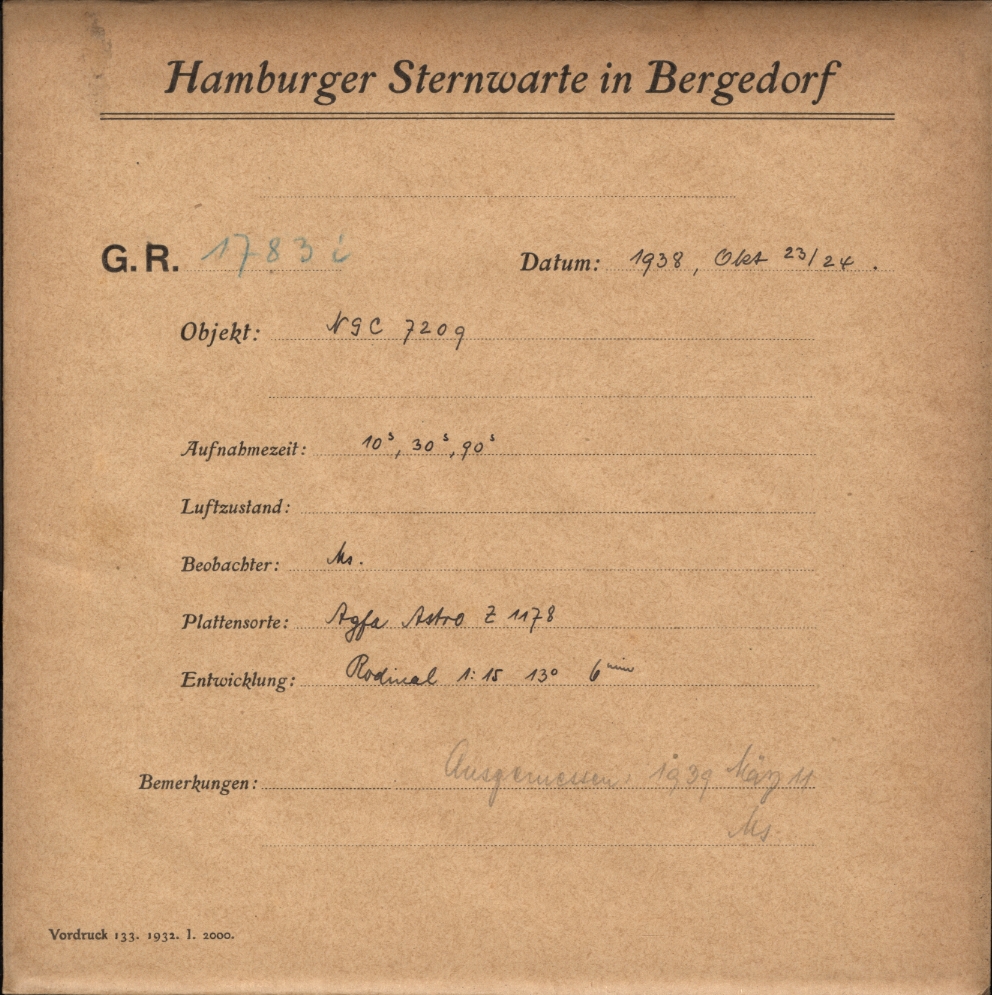 Hamburger Sternwarte in Bergedorf
G.R. 1783 i Datum: 1938, Okt 23/24.
Objekt: NGC 7209
Aufnahmezeit: 10s, 30s, 90s
Luftzustand:
Beobachter: Ms.
Plattensorte: Agfa Astro Z 1178
Entwicklung: Rodinal 1:15 13° 6min
Bemerkungen: Ausgemessen: 1939 März 11
Ms.
Vordruck 133. 1932. I. 2000.